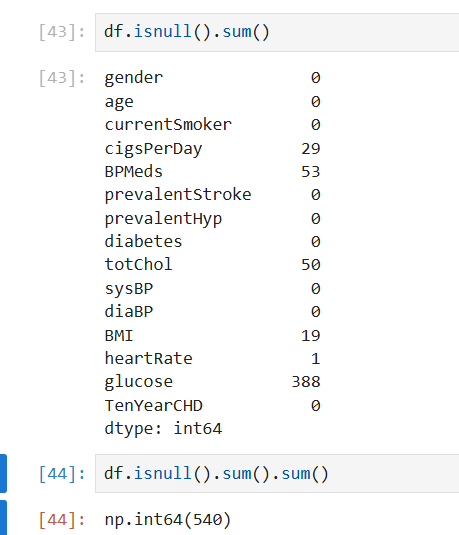 [43]: df.isnull().sum()
[43]: gender 0
age 0
currentSmoker 0
cigsPerDay 29
BPMeds 53
prevalentStroke 0
prevalentHyp 0
diabetes 0
totChol 50
sysBP 0
diaBP 0
BMI 19
heartRate 1
glucose 388
TenYearCHD 0
dtype: int64
[44]: df.isnull().sum().sum()
[44]: np.int64(540)